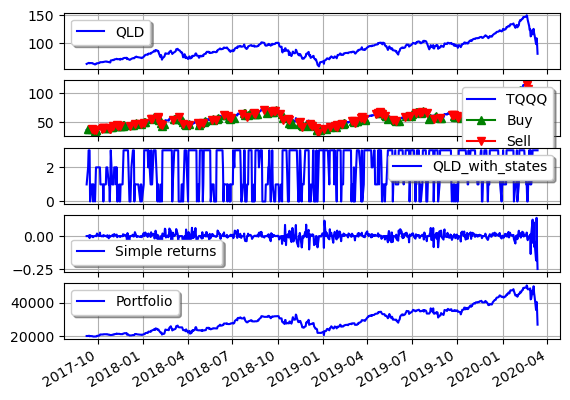 150
100
QLD
100
50
TQQQ
Buy
Sell
2
0
QLD_with_states
0.00
−0.25
Simple returns
40000
20000
Portfolio
2017-10 2018-01 2018-04 2018-07 2018-10 2019-01 2019-04 2019-07 2019-10 2020-01 2020-04